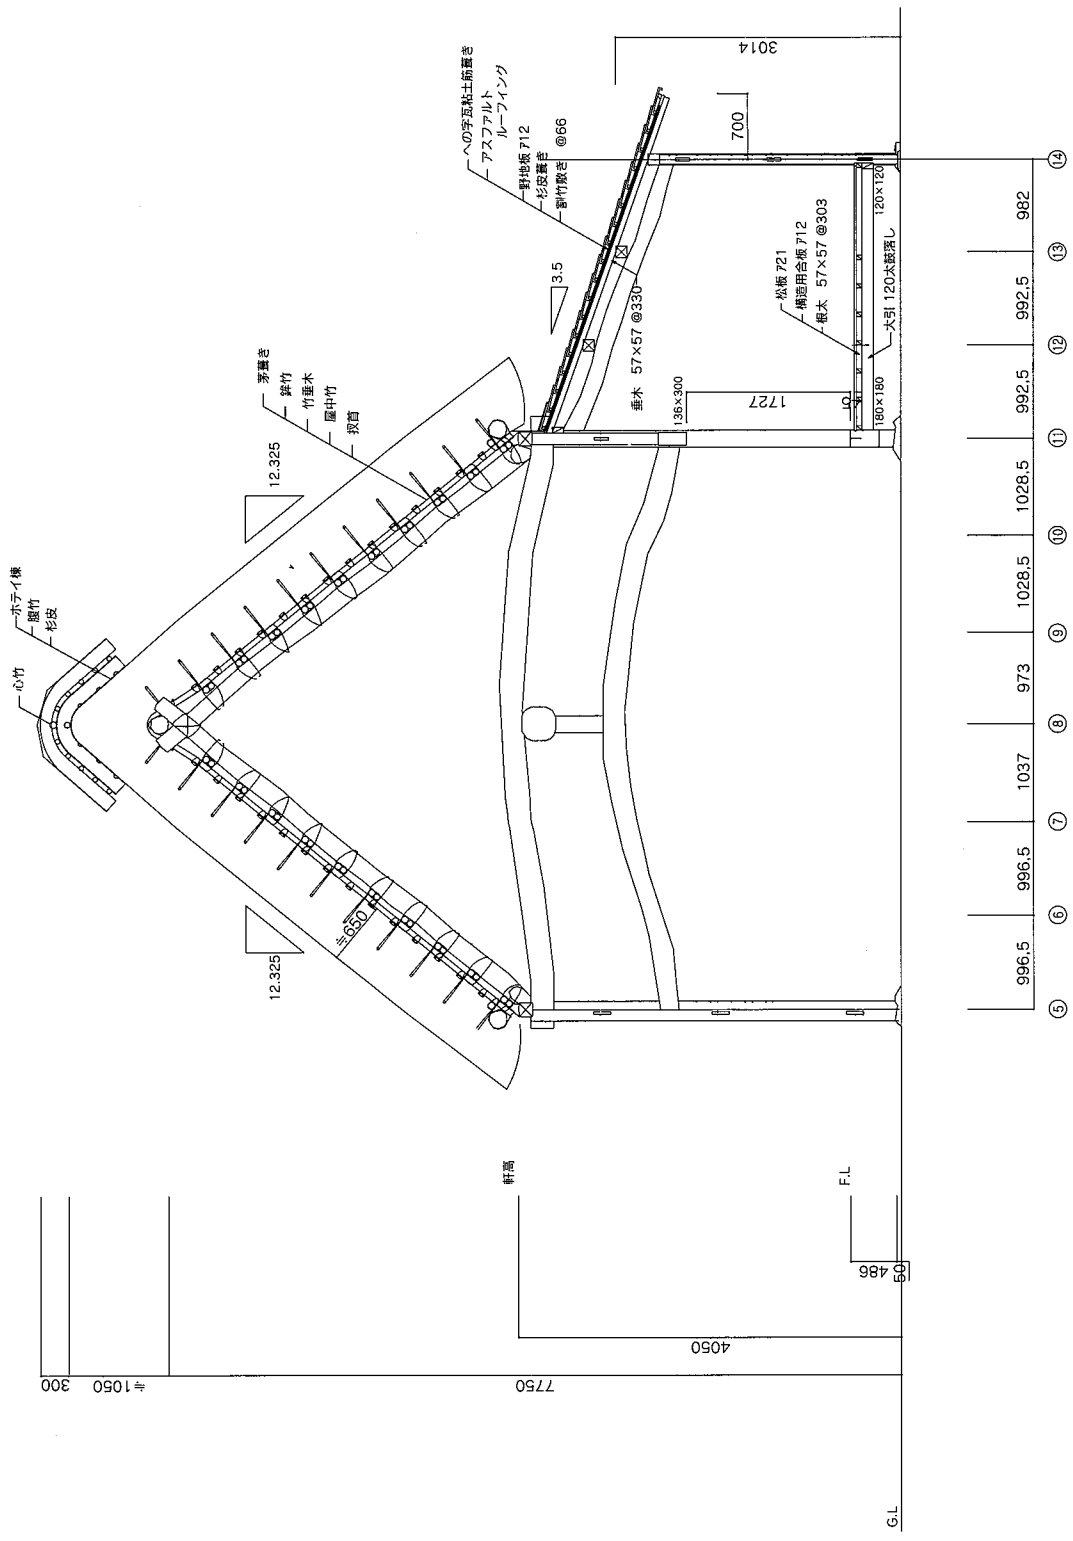 心竹
ホテイ棟
腹竹
杉皮
12.325
12.325
≒650
茅葺き
鉾竹
竹垂木
屋中竹
扠首
への字瓦粘土筋葺き
アスファルト
ルーフィング
野地板 ｱ12
杉皮葺き
割竹敷き @66
3.5
垂木 57×57 @330
3014
700
136×300
1727
松板 ｱ21
構造用合板 ｱ12
根太 57×57 @303
大引 120太鼓落し
120×120
180×180
軒高
F.L
G.L
300
≒1050
7750
4050
486
50
996.5
996.5
1037
973
1028.5
1028.5
992.5
992.5
982
⑤
⑥
⑦
⑧
⑨
⑩
⑪
⑫
⑬
⑭